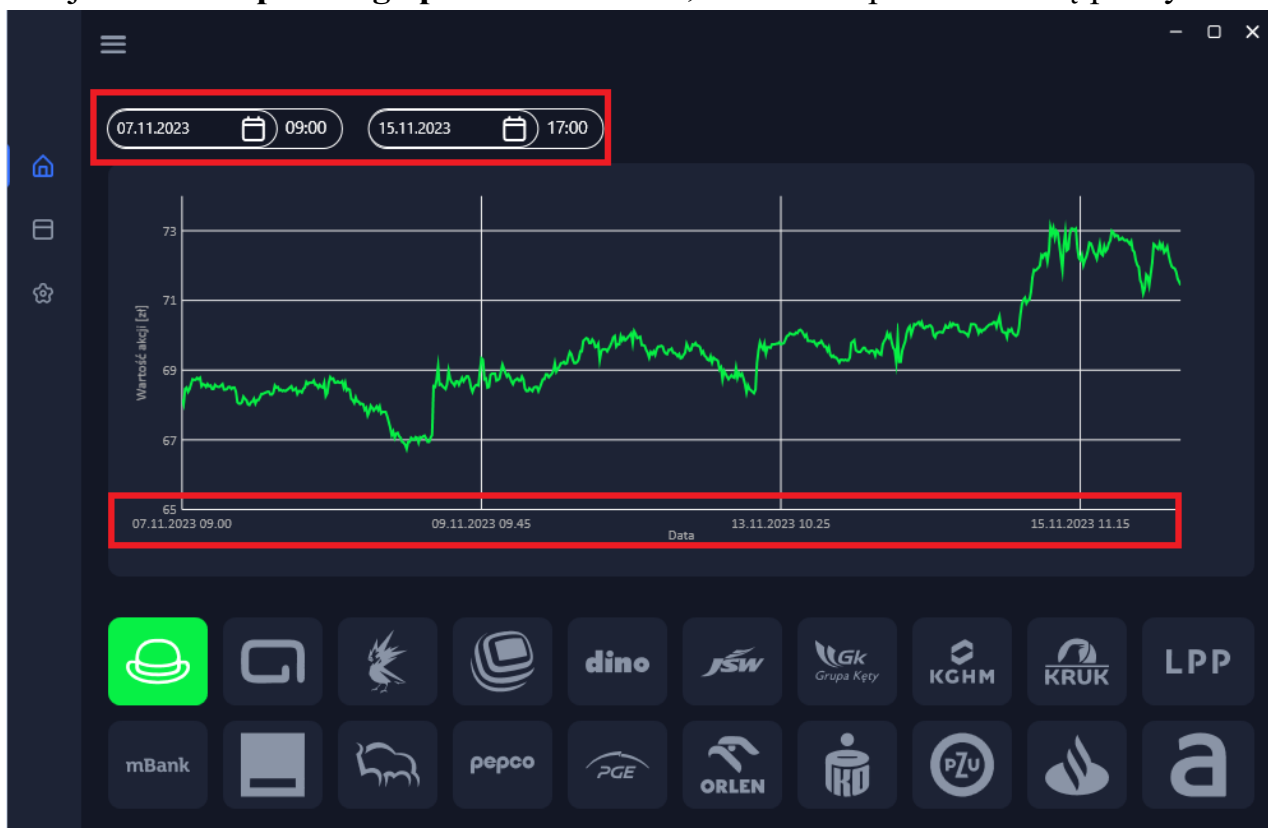 07.11.2023 09:00 15.11.2023 17:00
73
71
69
67
65
Wartość akcji [zł]
07.11.2023 09.00 09.11.2023 09.45 13.11.2023 10.25 15.11.2023 11.15
Data
dino JSW Gk Grupa Kęty KGHM KRUK LPP
mBank pepco PGE ORLEN PKO PZU a